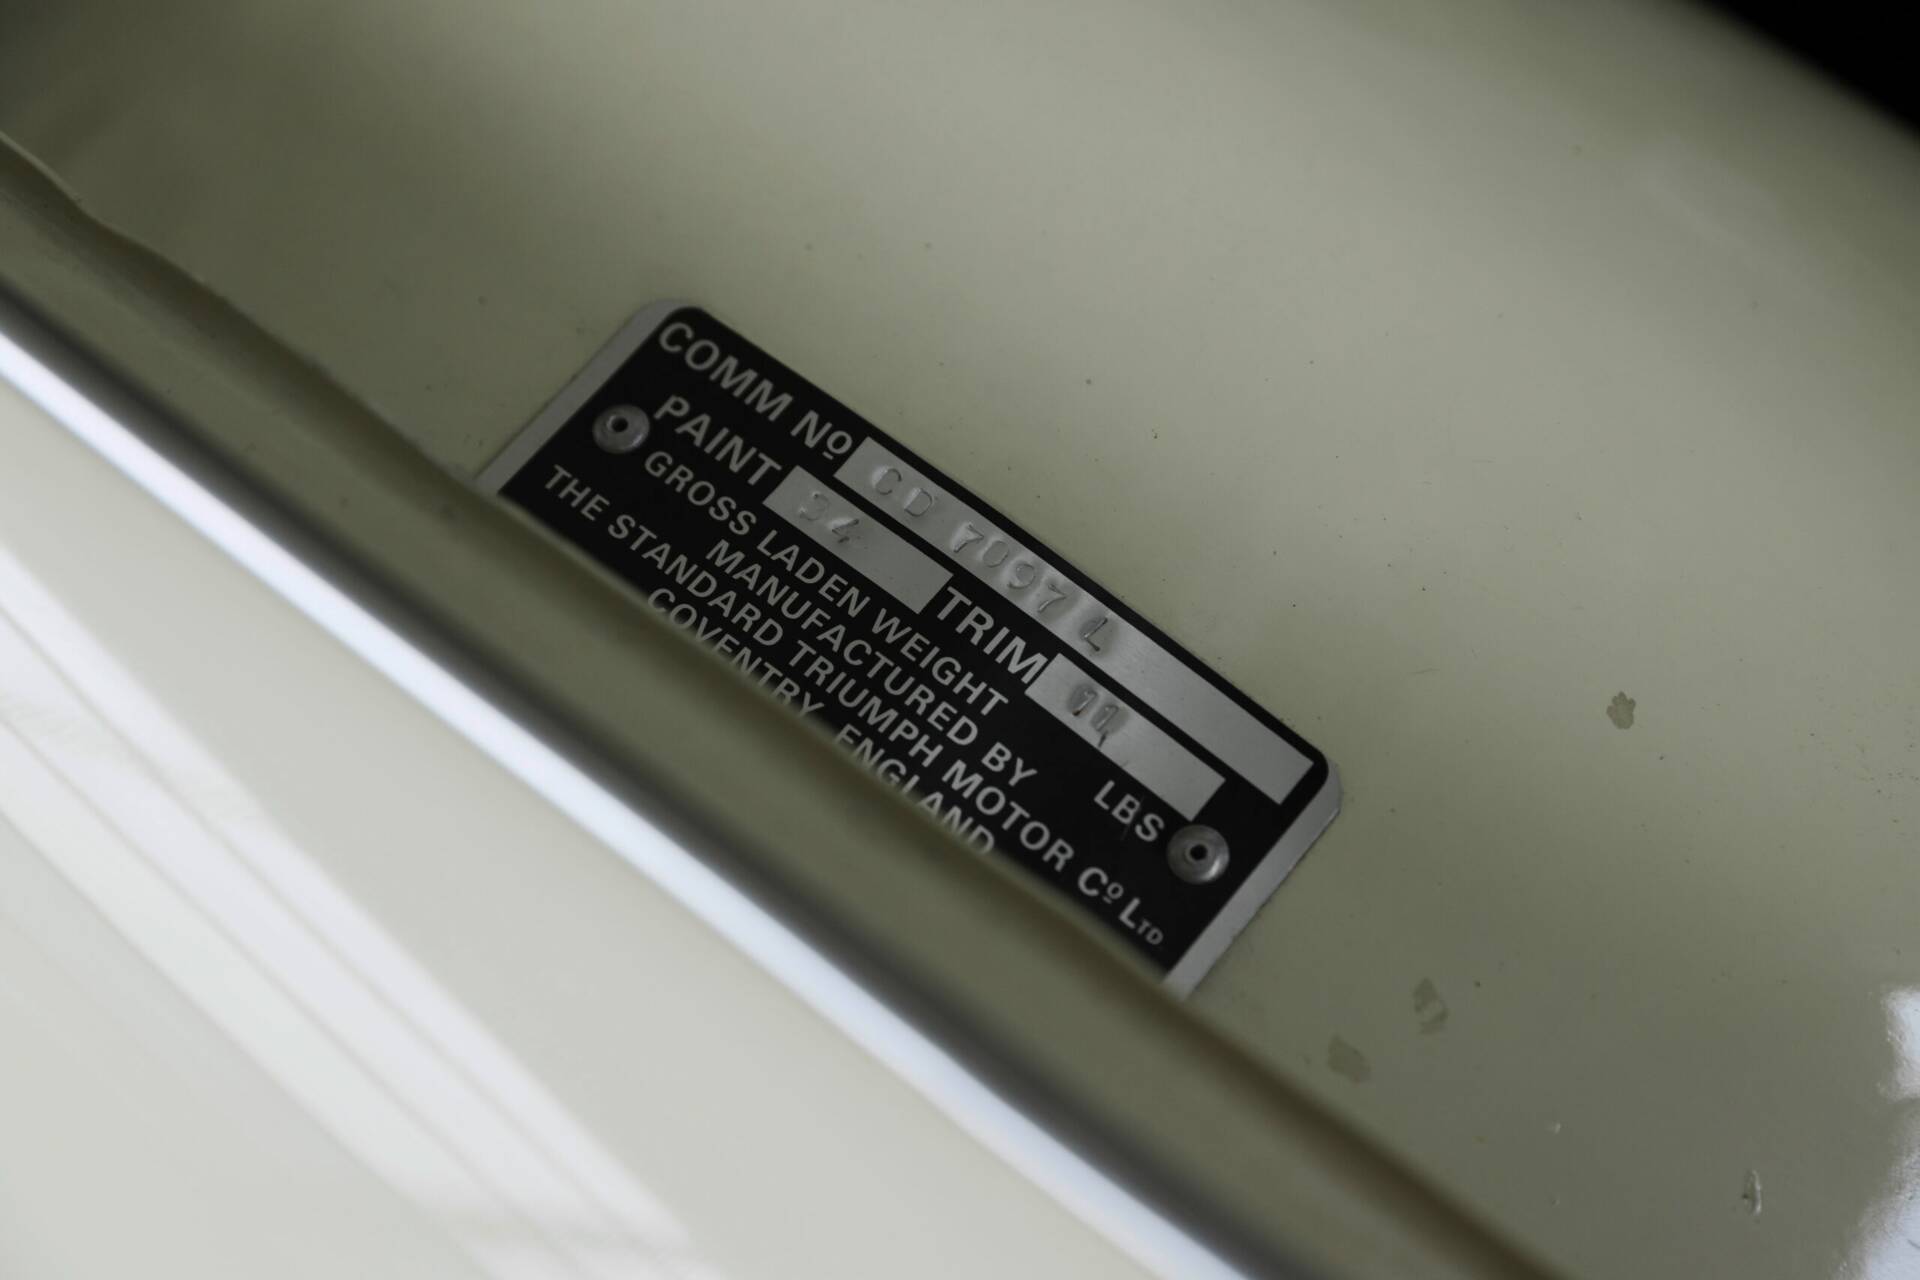 COMM Nº CD 7097 L
PAINT 34 TRIM 11
GROSS LADEN WEIGHT LBS
MANUFACTURED BY
THE STANDARD TRIUMPH MOTOR Cº LTD
COVENTRY ENGLAND